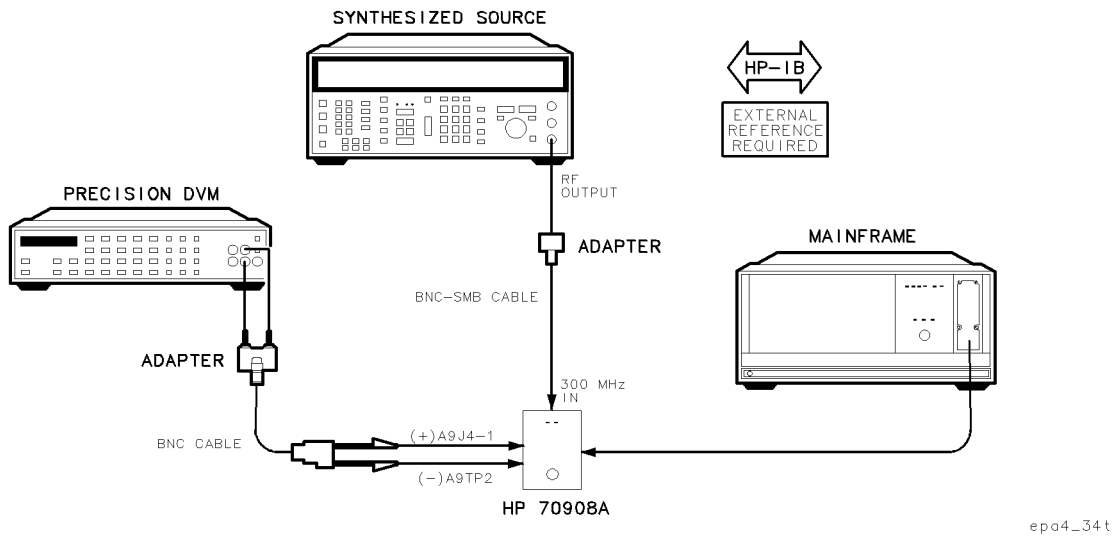 SYNTHESIZED SOURCE
HP-IB
EXTERNAL
REFERENCE
REQUIRED
RF
OUTPUT
PRECISION DVM
ADAPTER
MAINFRAME
BNC-SMB CABLE
ADAPTER
300 MHz
IN
BNC CABLE
(+)A9J4-1
(-)A9TP2
HP 70908A
epa4_34t